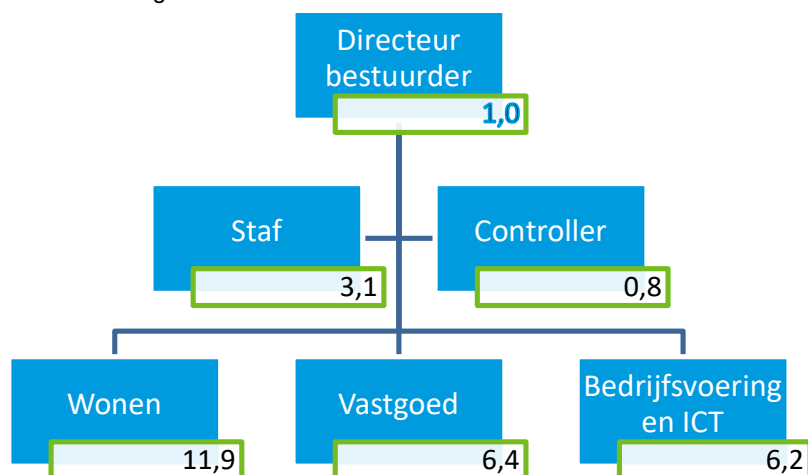 Directeur
bestuurder
1,0
Staf
3,1
Controller
0,8
Wonen
11,9
Vastgoed
6,4
Bedrijfsvoering
en ICT
6,2